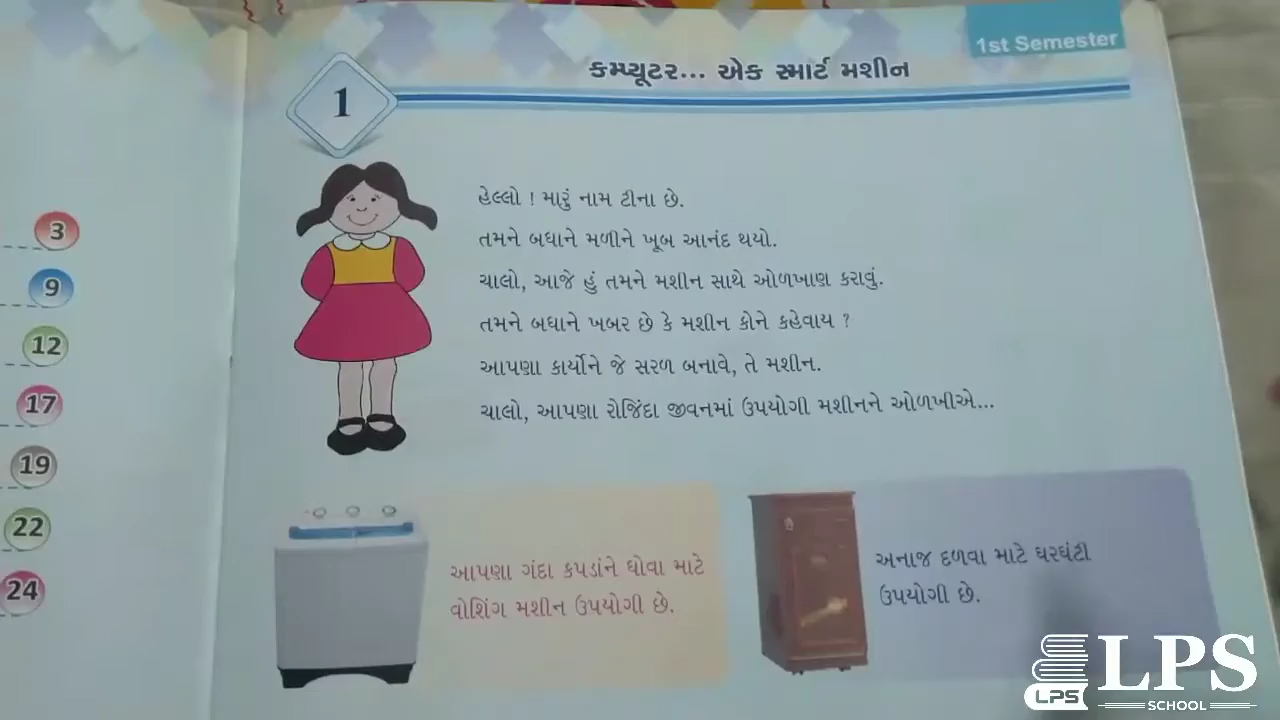 1st Semester
કમ્પ્યૂટર... એક સ્માર્ટ મશીન
1
હેલ્લો ! મારું નામ ટીના છે.
તમને બધાને મળીને ખૂબ આનંદ થયો.
ચાલો, આજે હું તમને મશીન સાથે ઓળખાણ કરાવું.
તમને બધાને ખબર છે કે મશીન કોને કહેવાય ?
આપણા કાર્યોને જે સરળ બનાવે, તે મશીન.
ચાલો, આપણા રોજિંદા જીવનમાં ઉપયોગી મશીનને ઓળખીએ...
આપણા ગંદા કપડાંને ધોવા માટે
વોશિંગ મશીન ઉપયોગી છે.
અનાજ દળવા માટે ઘરઘંટી
ઉપયોગી છે.
3
9
12
17
19
22
24
LPS
LPS
SCHOOL